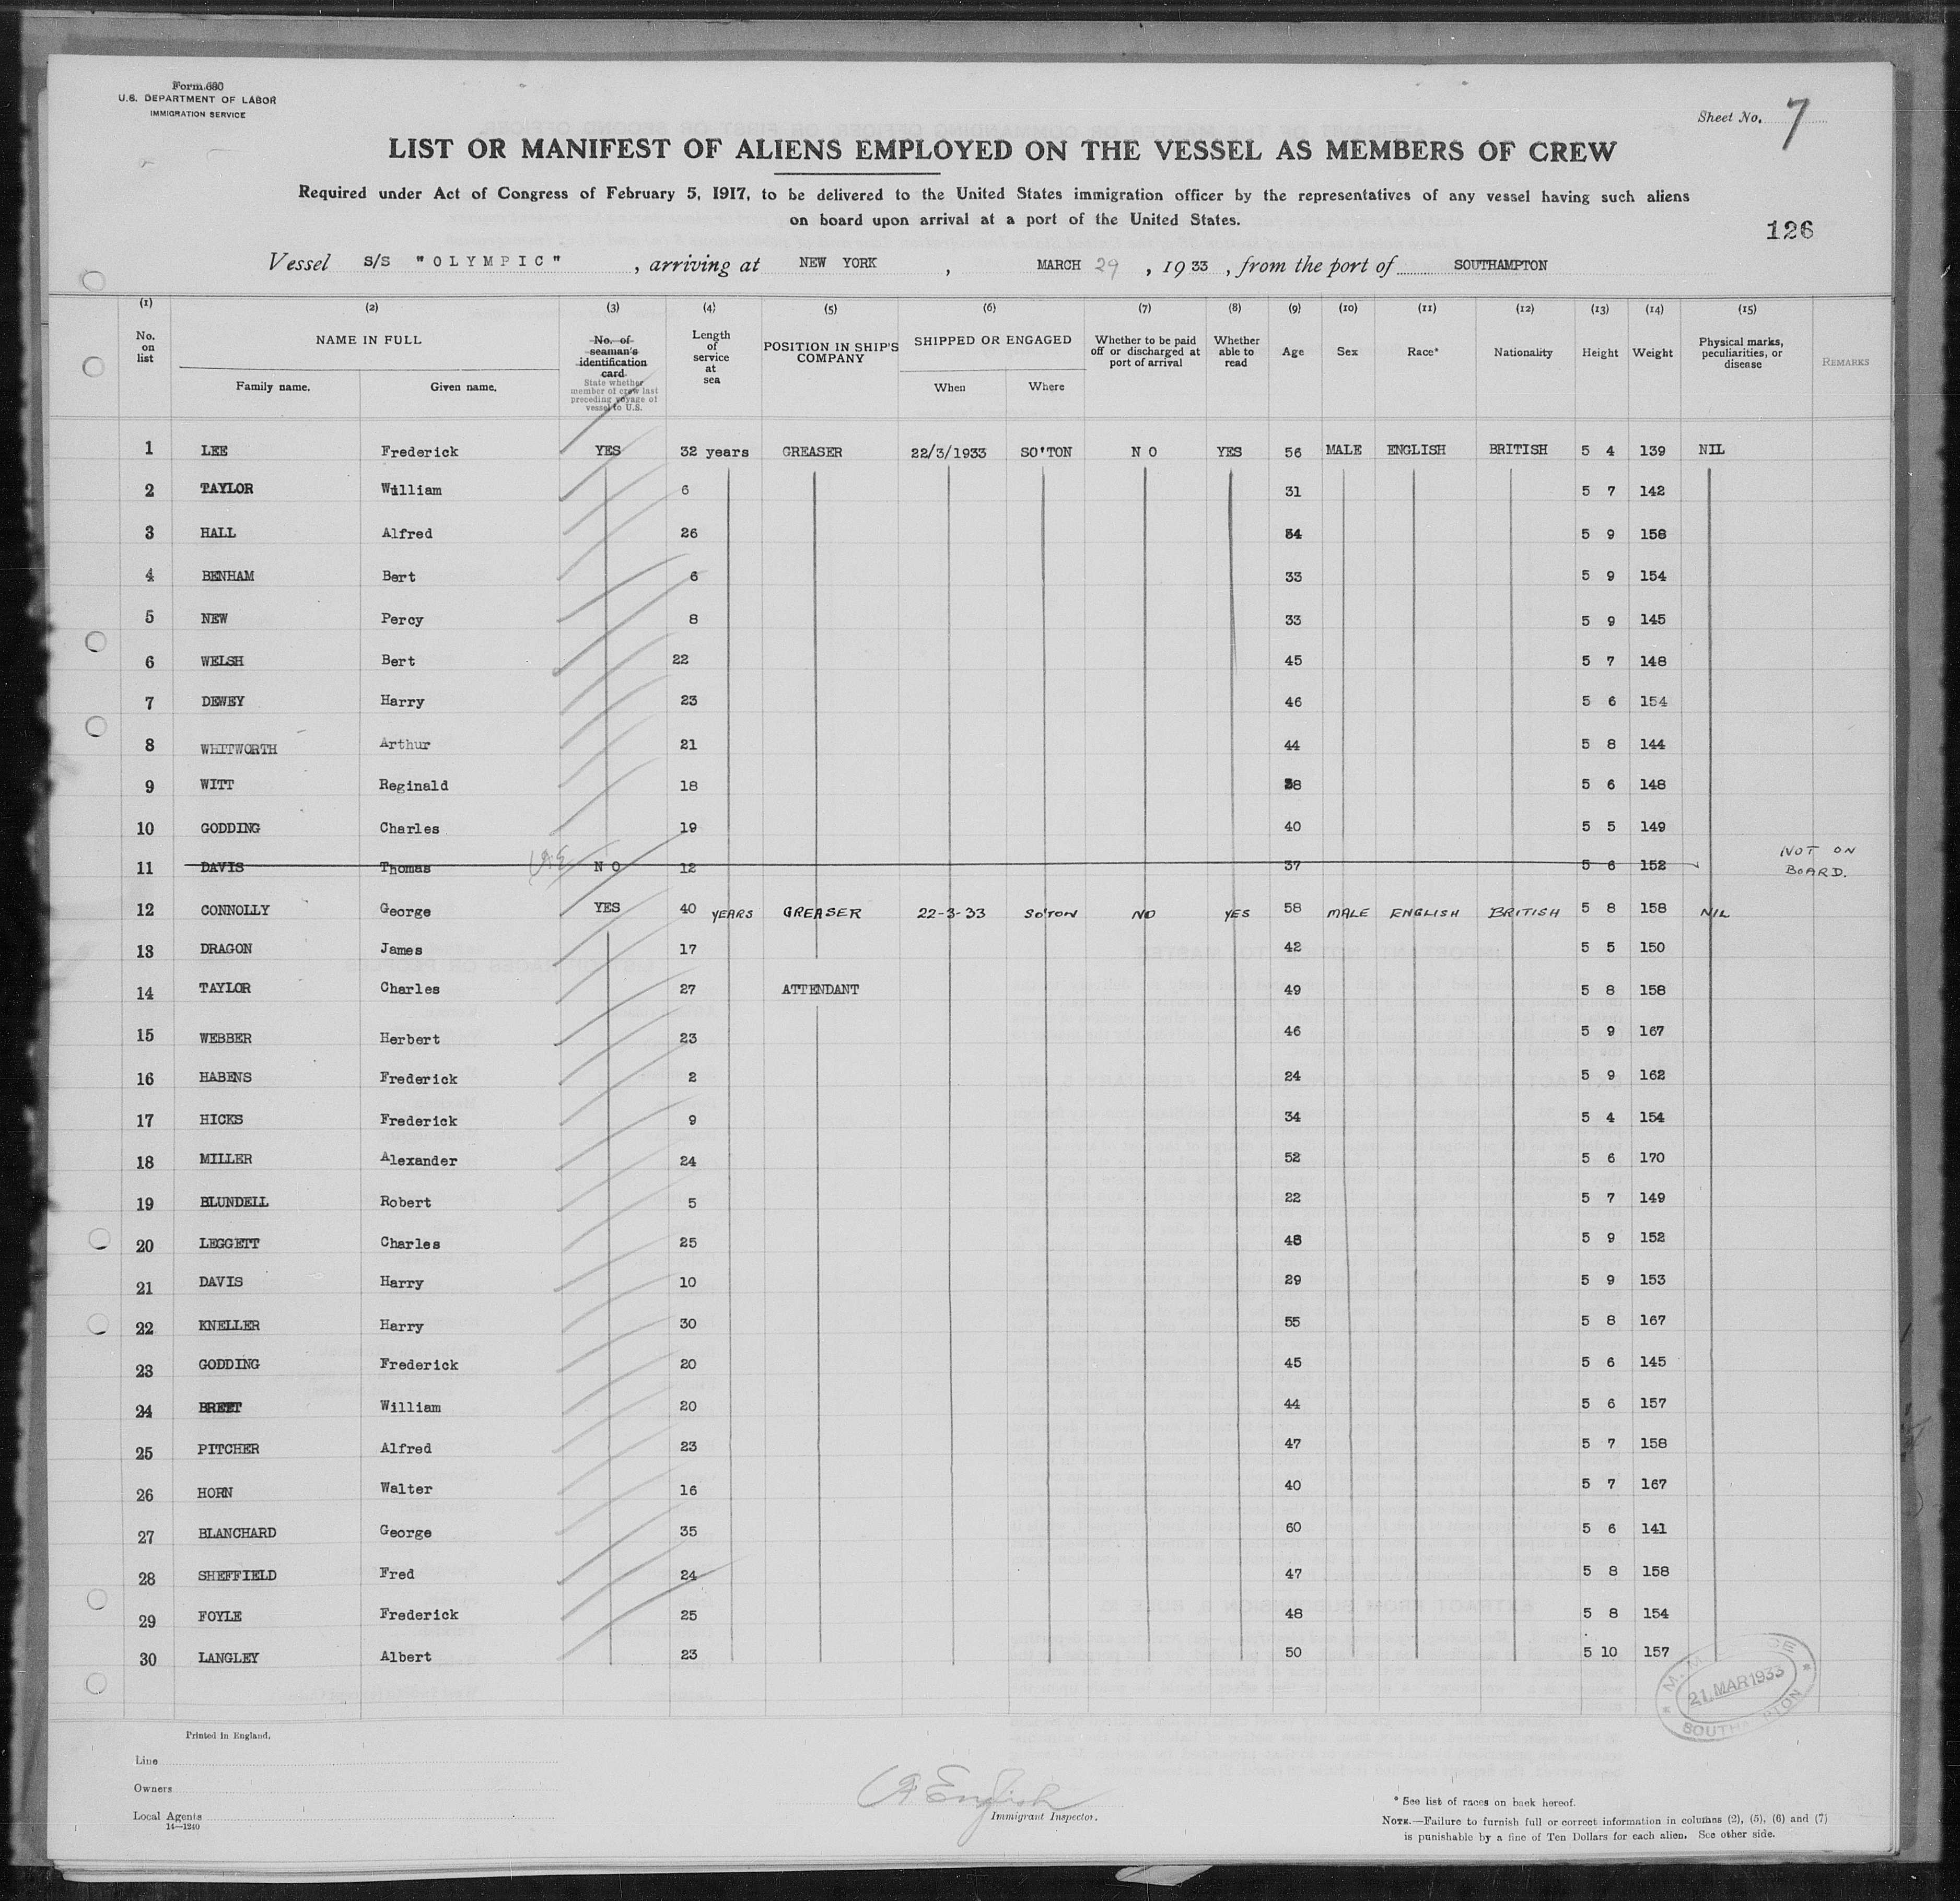 Form 680
U.S. DEPARTMENT OF LABOR
IMMIGRATION SERVICE
Sheet No. 7
LIST OR MANIFEST OF ALIENS EMPLOYED ON THE VESSEL AS MEMBERS OF CREW
Required under Act of Congress of February 5, 1917, to be delivered to the United States immigration officer by the representatives of any vessel having such aliens
on board upon arrival at a port of the United States.
126
Vessel S/S "OLYMPIC", arriving at NEW YORK, MARCH 29, 1933, from the port of SOUTHAMPTON
(1) (2) (3) (4) (5) (6) (7) (8) (9) (10) (11) (12) (13) (14) (15)
No. on list
NAME IN FULL
Family name. Given name.
No. of seaman's identification card
State whether member of crew last preceding voyage of vessel to U.S.
Length of service at sea
POSITION IN SHIP'S COMPANY
SHIPPED OR ENGAGED
When Where
Whether to be paid off or discharged at port of arrival
Whether able to read
Age
Sex
Race*
Nationality
Height
Weight
Physical marks, peculiarities, or disease
REMARKS
1 LEE Frederick YES 32 years GREASER 22/3/1933 SO'TON NO YES 56 MALE ENGLISH BRITISH 5 4 139 NIL
2 TAYLOR William 6 31 5 7 142
3 HALL Alfred 26 54 5 9 158
4 BENHAM Bert 6 33 5 9 154
5 NEW Percy 8 33 5 9 145
6 WELSH Bert 22 45 5 7 148
7 DEWEY Harry 23 46 5 6 154
8 WHITWORTH Arthur 21 44 5 8 144
9 WITT Reginald 18 38 5 6 148
10 GODDING Charles 19 40 5 5 149
11 DAVIS Thomas NO 12 37 5 6 152 NOT ON BOARD.
12 CONNOLLY George YES 40 YEARS GREASER 22-3-33 SO'TON NO YES 58 MALE ENGLISH BRITISH 5 8 158 NIL
13 DRAGON James 17 42 5 5 150
14 TAYLOR Charles 27 ATTENDANT 49 5 8 158
15 WEBBER Herbert 23 46 5 9 167
16 HABENS Frederick 2 24 5 9 162
17 HICKS Frederick 9 34 5 4 154
18 MILLER Alexander 24 52 5 6 170
19 BLUNDELL Robert 5 22 5 7 149
20 LEGGETT Charles 25 48 5 9 152
21 DAVIS Harry 10 29 5 9 153
22 KNELLER Harry 30 55 5 8 167
23 GODDING Frederick 20 45 5 6 145
24 BRETT William 20 44 5 6 157
25 PITCHER Alfred 23 47 5 7 158
26 HORN Walter 16 40 5 7 167
27 BLANCHARD George 35 60 5 6 141
28 SHEFFIELD Fred 24 47 5 8 158
29 FOYLE Frederick 25 48 5 8 154
30 LANGLEY Albert 23 50 5 10 157
21 MAR 1933
SOUTHAMPTON
Printed in England.
Line
Owners
Local Agents
14—1240
English
Immigrant Inspector.
* See list of races on back hereof.
NOTE.—Failure to furnish full or correct information in columns (2), (5), (6) and (7)
is punishable by a fine of Ten Dollars for each alien. See other side.